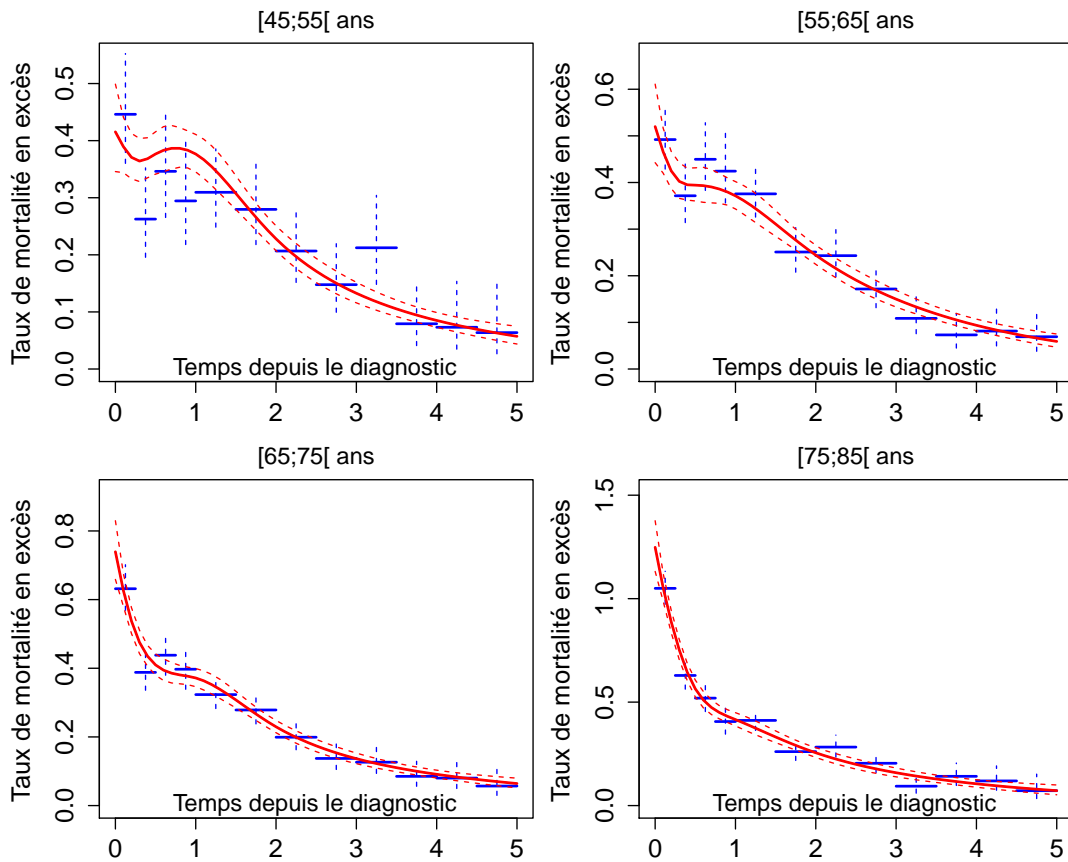 [45;55[ ans
Taux de mortalité en excès
0.0 0.1 0.2 0.3 0.4 0.5
Temps depuis le diagnostic
0 1 2 3 4 5
[55;65[ ans
Taux de mortalité en excès
0.0 0.2 0.4 0.6
Temps depuis le diagnostic
0 1 2 3 4 5
[65;75[ ans
Taux de mortalité en excès
0.0 0.2 0.4 0.6 0.8
Temps depuis le diagnostic
0 1 2 3 4 5
[75;85[ ans
Taux de mortalité en excès
0.0 0.5 1.0 1.5
Temps depuis le diagnostic
0 1 2 3 4 5